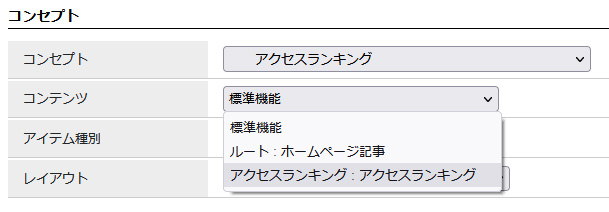 コンセプト
コンセプト
アクセスランキング
コンテンツ
標準機能
標準機能
アイテム種別
ルート : ホームページ記事
アクセスランキング : アクセスランキング
レイアウト